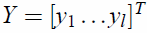 Y = [y₁ … yₗ]ᵀ